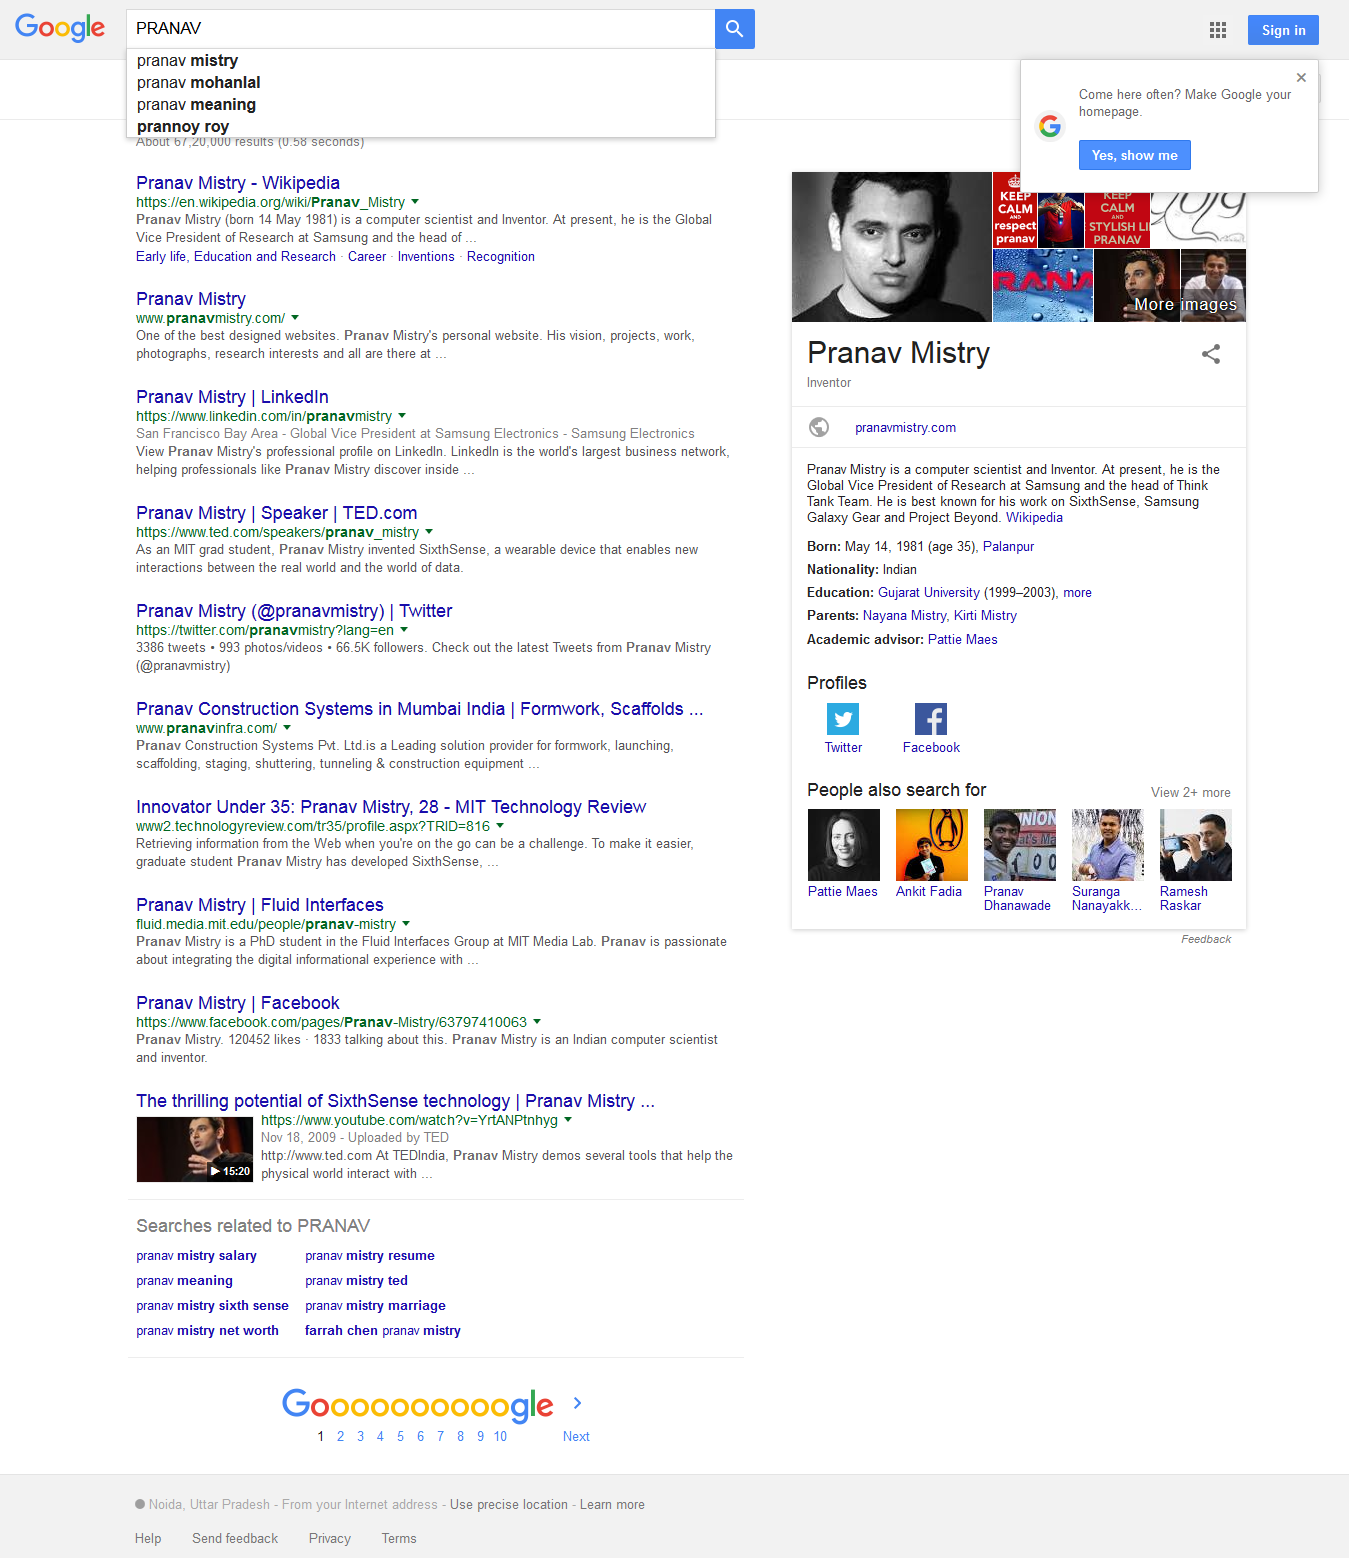 Google
PRANAV
Sign in
pranav mistry
pranav mohanlal
pranav meaning
prannoy roy
Come here often? Make Google your
homepage.
Yes, show me
About 67,20,000 results (0.58 seconds)
Pranav Mistry - Wikipedia
https://en.wikipedia.org/wiki/Pranav_Mistry
Pranav Mistry (born 14 May 1981) is a computer scientist and Inventor. At present, he is the Global
Vice President of Research at Samsung and the head of ...
Early life, Education and Research · Career · Inventions · Recognition
Pranav Mistry
www.pranavmistry.com/
One of the best designed websites. Pranav Mistry's personal website. His vision, projects, work,
photographs, research interests and all are there at ...
Pranav Mistry | LinkedIn
https://www.linkedin.com/in/pranavmistry
San Francisco Bay Area - Global Vice President at Samsung Electronics - Samsung Electronics
View Pranav Mistry's professional profile on LinkedIn. LinkedIn is the world's largest business network,
helping professionals like Pranav Mistry discover inside ...
Pranav Mistry | Speaker | TED.com
https://www.ted.com/speakers/pranav_mistry
As an MIT grad student, Pranav Mistry invented SixthSense, a wearable device that enables new
interactions between the real world and the world of data.
Pranav Mistry (@pranavmistry) | Twitter
https://twitter.com/pranavmistry?lang=en
3386 tweets • 993 photos/videos • 66.5K followers. Check out the latest Tweets from Pranav Mistry
(@pranavmistry)
Pranav Construction Systems in Mumbai India | Formwork, Scaffolds ...
www.pranavinfra.com/
Pranav Construction Systems Pvt. Ltd.is a Leading solution provider for formwork, launching,
scaffolding, staging, shuttering, tunneling & construction equipment ...
Innovator Under 35: Pranav Mistry, 28 - MIT Technology Review
www2.technologyreview.com/tr35/profile.aspx?TRID=816
Retrieving information from the Web when you're on the go can be a challenge. To make it easier,
graduate student Pranav Mistry has developed SixthSense, ...
Pranav Mistry | Fluid Interfaces
fluid.media.mit.edu/people/pranav-mistry
Pranav Mistry is a PhD student in the Fluid Interfaces Group at MIT Media Lab. Pranav is passionate
about integrating the digital informational experience with ...
Pranav Mistry | Facebook
https://www.facebook.com/pages/Pranav-Mistry/63797410063
Pranav Mistry. 120452 likes · 1833 talking about this. Pranav Mistry is an Indian computer scientist
and inventor.
The thrilling potential of SixthSense technology | Pranav Mistry ...
15:20
https://www.youtube.com/watch?v=YrtANPtnhyg
Nov 18, 2009 - Uploaded by TED
http://www.ted.com At TEDIndia, Pranav Mistry demos several tools that help the
physical world interact with ...
Searches related to PRANAV
pranav mistry salary
pranav mistry resume
pranav meaning
pranav mistry ted
pranav mistry sixth sense
pranav mistry marriage
pranav mistry net worth
farrah chen pranav mistry
Gooooooooogle
1 2 3 4 5 6 7 8 9 10 Next
KEEP
CALM
AND
respect
pranav
KEEP
CALM
AND
STYLISH LI
PRANAV
More images
Pranav Mistry
Inventor
pranavmistry.com
Pranav Mistry is a computer scientist and Inventor. At present, he is the
Global Vice President of Research at Samsung and the head of Think
Tank Team. He is best known for his work on SixthSense, Samsung
Galaxy Gear and Project Beyond. Wikipedia
Born: May 14, 1981 (age 35), Palanpur
Nationality: Indian
Education: Gujarat University (1999–2003), more
Parents: Nayana Mistry, Kirti Mistry
Academic advisor: Pattie Maes
Profiles
Twitter
Facebook
People also search for
View 2+ more
Pattie Maes
Ankit Fadia
Pranav
Dhanawade
Suranga
Nanayakk...
Ramesh
Raskar
Feedback
Noida, Uttar Pradesh - From your Internet address - Use precise location - Learn more
Help Send feedback Privacy Terms